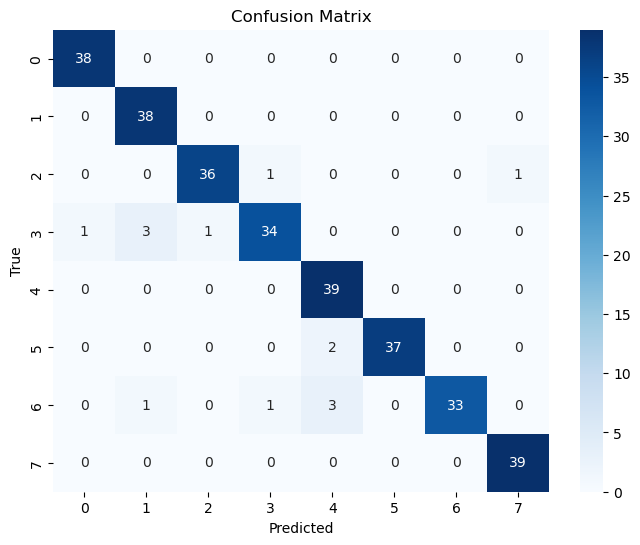 Confusion Matrix
0 38 0 0 0 0 0 0 0
1 0 38 0 0 0 0 0 0
2 0 0 36 1 0 0 0 1
3 1 3 1 34 0 0 0 0
4 0 0 0 0 39 0 0 0
5 0 0 0 0 2 37 0 0
6 0 1 0 1 3 0 33 0
7 0 0 0 0 0 0 0 39
0 1 2 3 4 5 6 7
Predicted
True
35
30
25
20
15
10
5
0